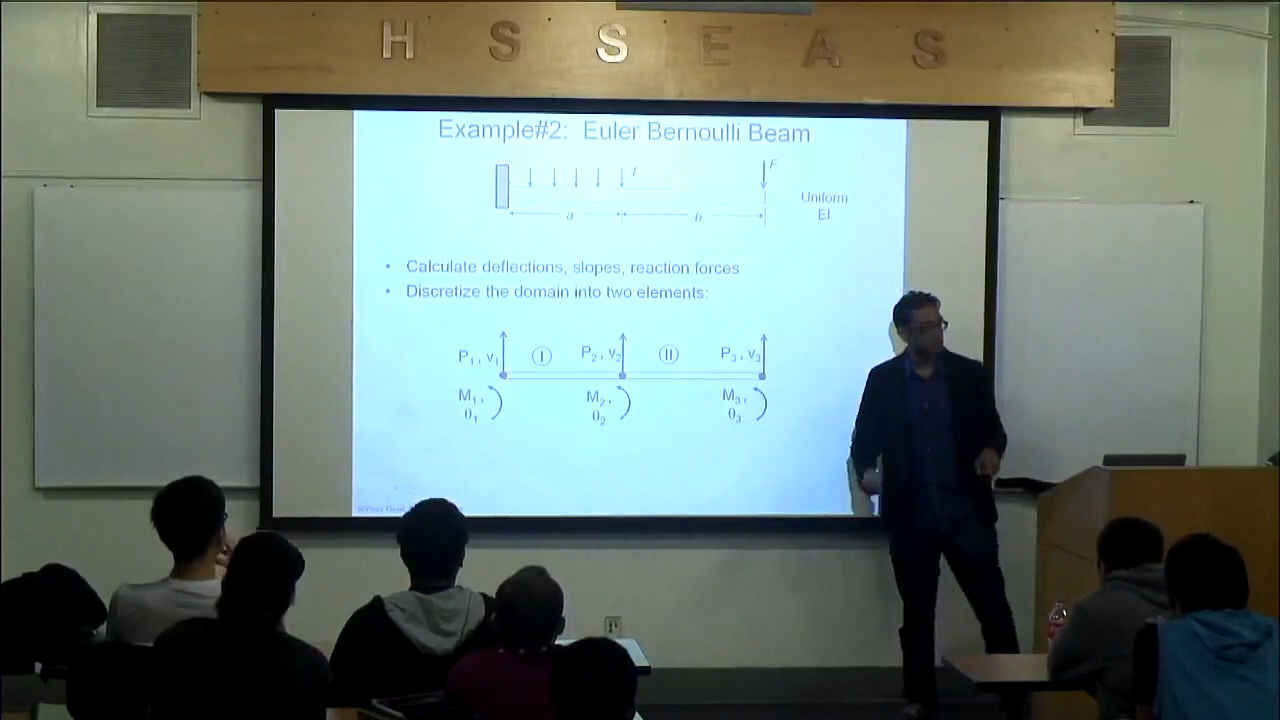 H S S E A S
Example#2: Euler Bernoulli Beam
f
F
Uniform
EI
a
b
• Calculate deflections, slopes, reaction forces
• Discretize the domain into two elements:
P₁, v₁
I
P₂, v₂
II
P₃, v₃
M₁,
θ₁
M₂,
θ₂
M₃,
θ₃